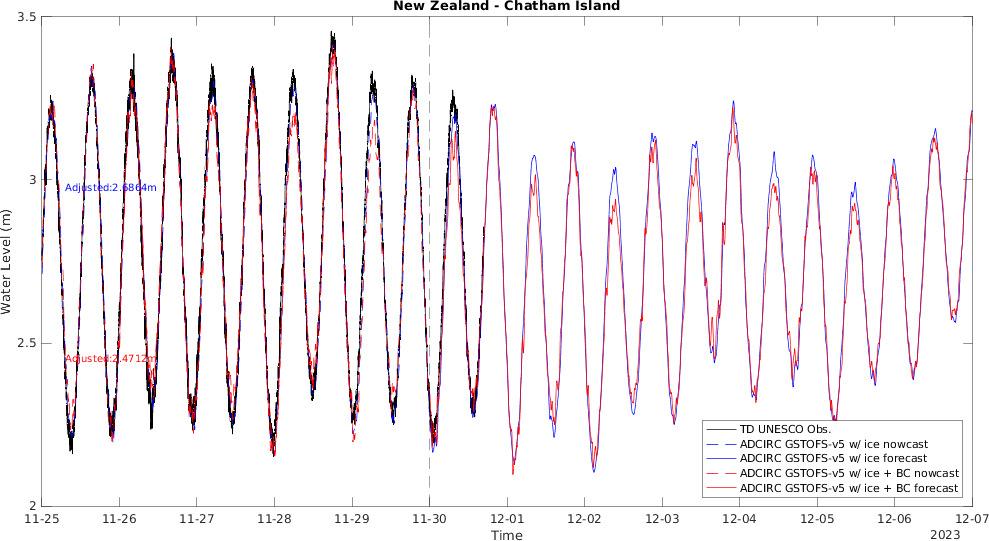 New Zealand - Chatham Island
3.5
3
2.5
2
Water Level (m)
Adjusted:2.6864m
Adjusted:2.4712m
TD UNESCO Obs.
ADCIRC GSTOFS-v5 w/ ice nowcast
ADCIRC GSTOFS-v5 w/ ice forecast
ADCIRC GSTOFS-v5 w/ ice + BC nowcast
ADCIRC GSTOFS-v5 w/ ice + BC forecast
11-25 11-26 11-27 11-28 11-29 11-30 12-01 12-02 12-03 12-04 12-05 12-06 12-07
Time
2023